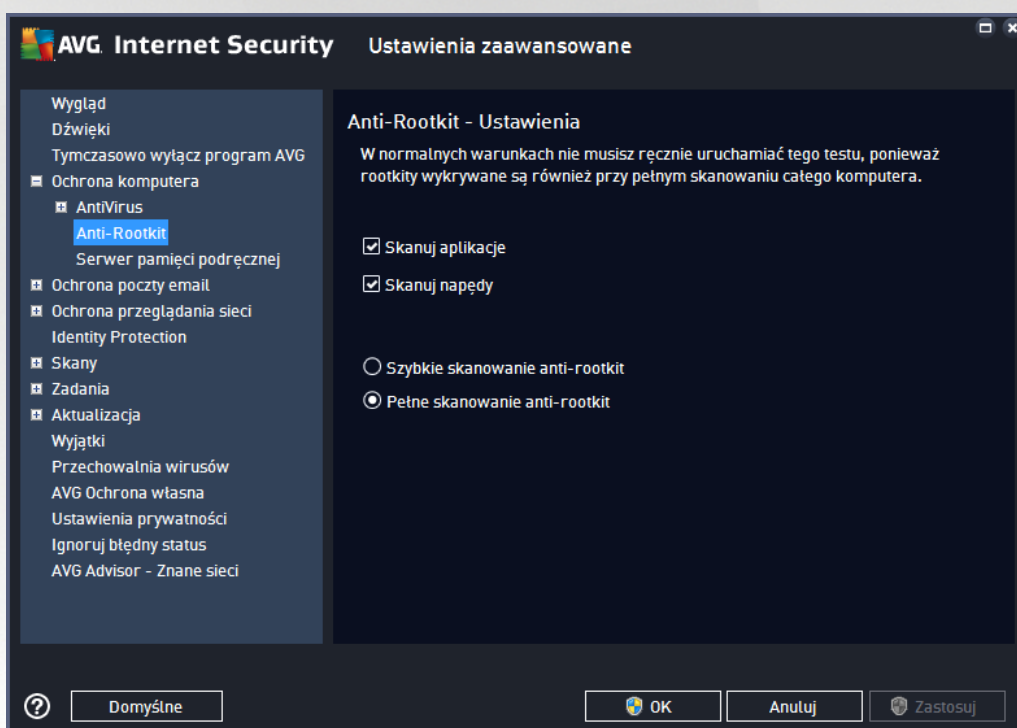 AVG. Internet Security Ustawienia zaawansowane
Wygląd
Dźwięki
Tymczasowo wyłącz program AVG
Ochrona komputera
AntiVirus
Anti-Rootkit
Serwer pamięci podręcznej
Ochrona poczty email
Ochrona przeglądania sieci
Identity Protection
Skany
Zadania
Aktualizacja
Wyjątki
Przechowalnia wirusów
AVG Ochrona własna
Ustawienia prywatności
Ignoruj błędny status
AVG Advisor - Znane sieci
Anti-Rootkit - Ustawienia
W normalnych warunkach nie musisz ręcznie uruchamiać tego testu, ponieważ
rootkity wykrywane są również przy pełnym skanowaniu całego komputera.
Skanuj aplikacje
Skanuj napędy
Szybkie skanowanie anti-rootkit
Pełne skanowanie anti-rootkit
Domyślne
OK
Anuluj
Zastosuj